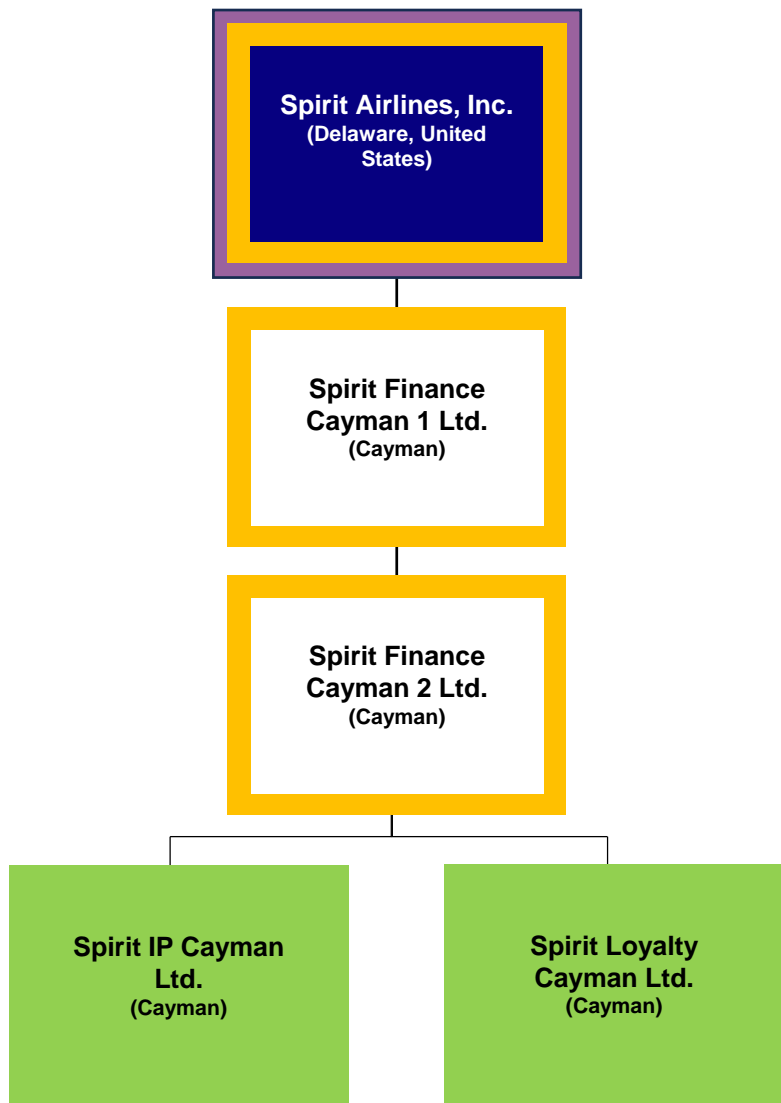 Spirit Airlines, Inc.
(Delaware, United
States)
Spirit Finance
Cayman 1 Ltd.
(Cayman)
Spirit Finance
Cayman 2 Ltd.
(Cayman)
Spirit IP Cayman
Ltd.
(Cayman)
Spirit Loyalty
Cayman Ltd.
(Cayman)